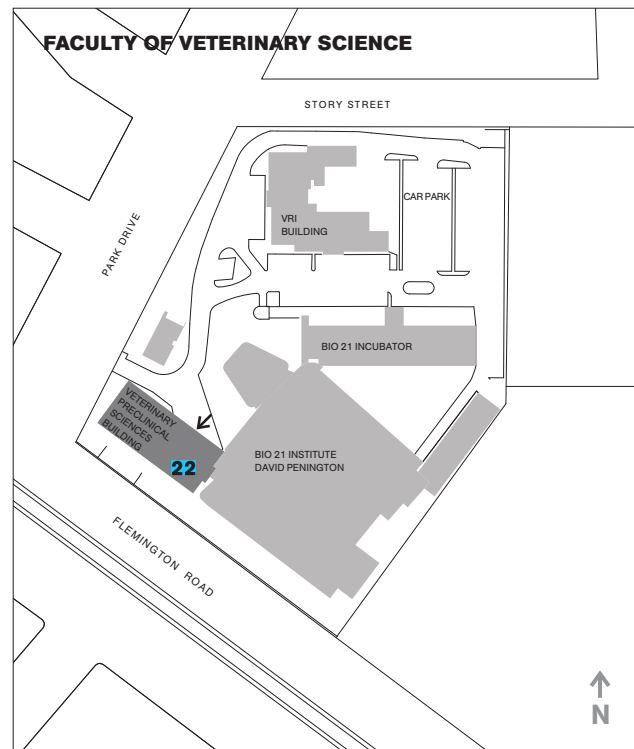 FACULTY OF VETERINARY SCIENCE
STORY STREET
PARK DRIVE
CAR PARK
VRI
BUILDING
BIO 21 INCUBATOR
VETERINARY
PRECLINICAL
SCIENCES
BUILDING
22
BIO 21 INSTITUTE
DAVID PENINGTON
FLEMINGTON ROAD
N